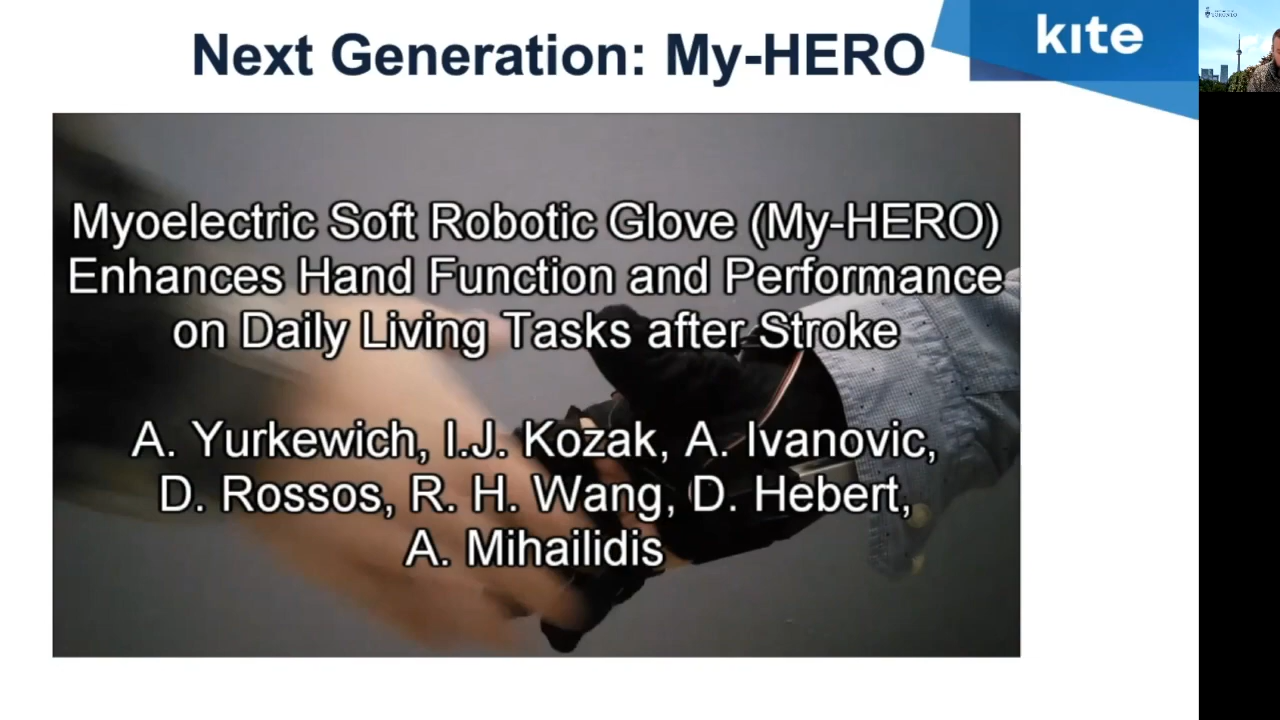 Next Generation: My-HERO
kite
Myoelectric Soft Robotic Glove (My-HERO)
Enhances Hand Function and Performance
on Daily Living Tasks after Stroke
A. Yurkewich, I.J. Kozak, A. Ivanovic,
D. Rossos, R. H. Wang, D. Hebert,
A. Mihailidis
TORONTO